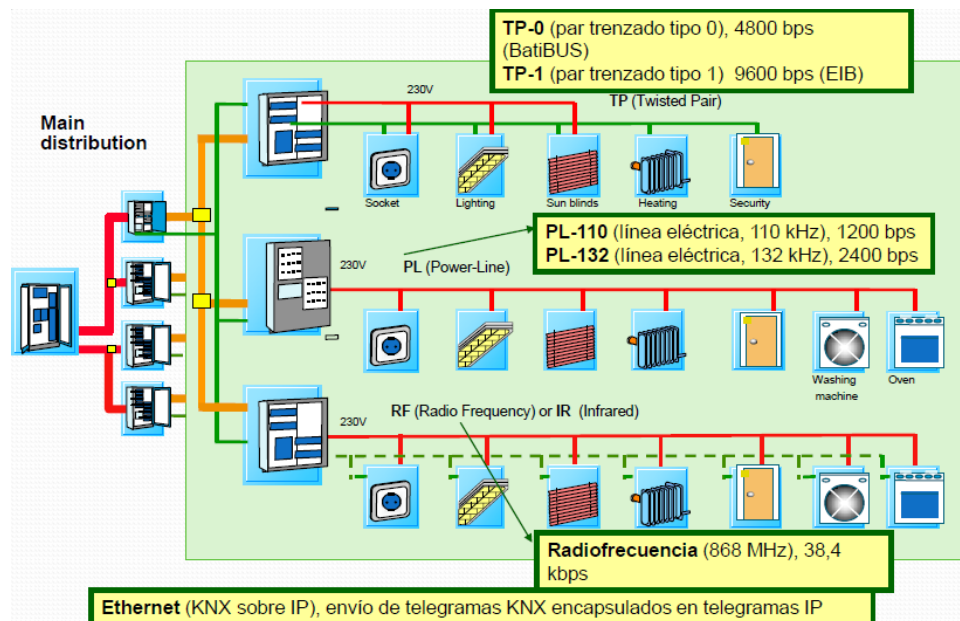 TP-0 (par trenzado tipo 0), 4800 bps
(BatiBUS)
TP-1 (par trenzado tipo 1) 9600 bps (EIB)
230V
TP (Twisted Pair)
Main
distribution
Socket
Lighting
Sun blinds
Heating
Security
PL-110 (línea eléctrica, 110 kHz), 1200 bps
PL-132 (línea eléctrica, 132 kHz), 2400 bps
230V
PL (Power-Line)
Washing
machine
Oven
RF (Radio Frequency) or IR (Infrared)
230V
Radiofrecuencia (868 MHz), 38,4
kbps
Ethernet (KNX sobre IP), envío de telegramas KNX encapsulados en telegramas IP